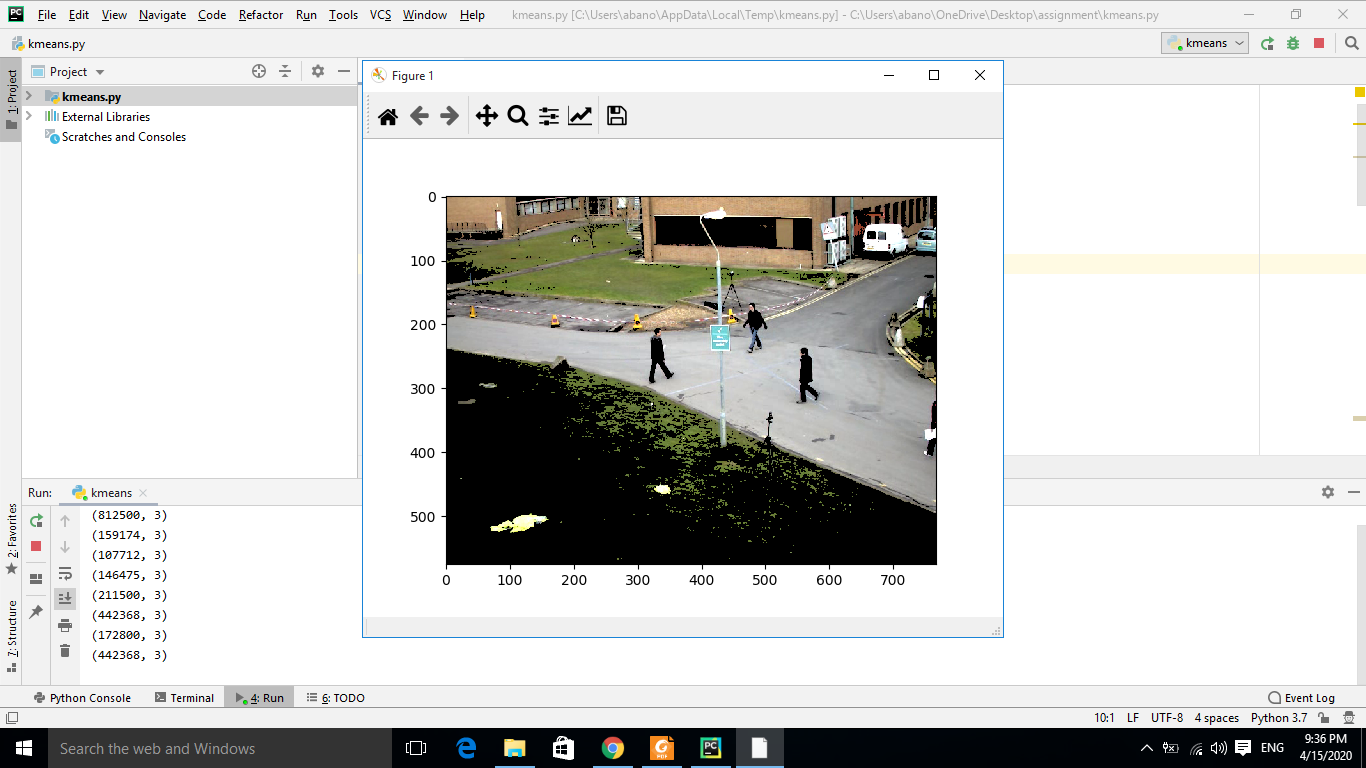 File Edit View Navigate Code Refactor Run Tools VCS Window Help kmeans.py [C:\Users\abano\AppData\Local\Temp\kmeans.py] - C:\Users\abano\OneDrive\Desktop\assignment\kmeans.py
kmeans.py
kmeans
1: Project
Project
kmeans.py
External Libraries
Scratches and Consoles
Figure 1
0
100
200
300
400
500
0 100 200 300 400 500 600 700
Run: kmeans
(812500, 3)
(159174, 3)
(107712, 3)
(146475, 3)
(211500, 3)
(442368, 3)
(172800, 3)
(442368, 3)
2: Favorites
7: Structure
Python Console Terminal 4: Run 6: TODO Event Log
10:1 LF UTF-8 4 spaces Python 3.7
Search the web and Windows
PDF
PC
ENG
9:36 PM
4/15/2020